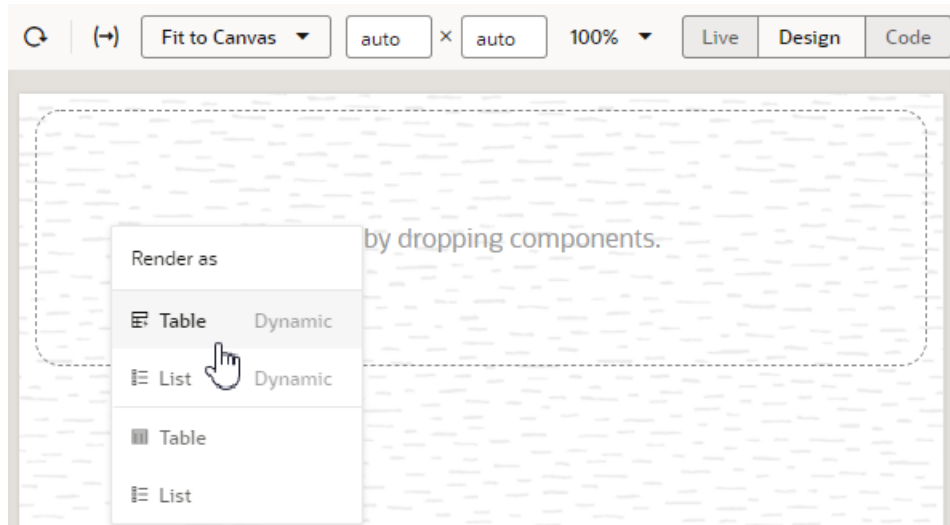 Fit to Canvas auto × auto 100% Live Design Code
by dropping components.
Render as
Table Dynamic
List Dynamic
Table
List